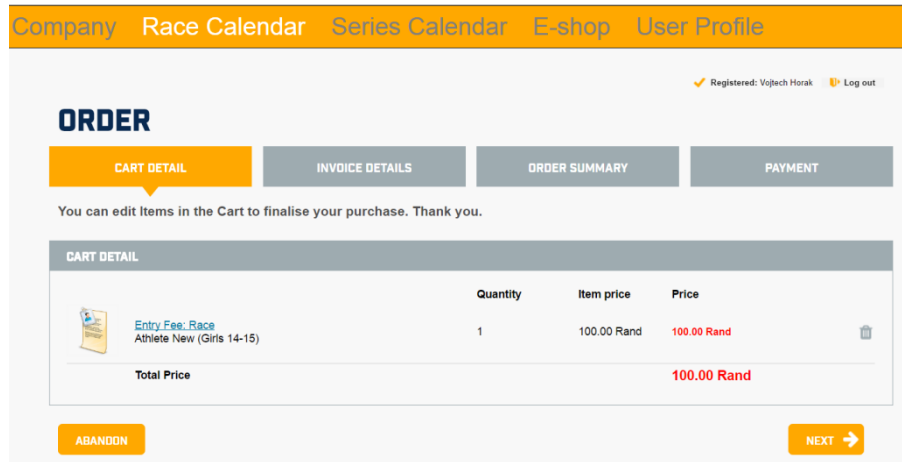 Company Race Calendar Series Calendar E-shop User Profile
Registered: Vojtech Horak Log out
ORDER
CART DETAIL INVOICE DETAILS ORDER SUMMARY PAYMENT
You can edit Items in the Cart to finalise your purchase. Thank you.
CART DETAIL
Quantity Item price Price
Entry Fee: Race
Athlete New (Girls 14-15) 1 100.00 Rand 100.00 Rand
Total Price 100.00 Rand
ABANDON NEXT